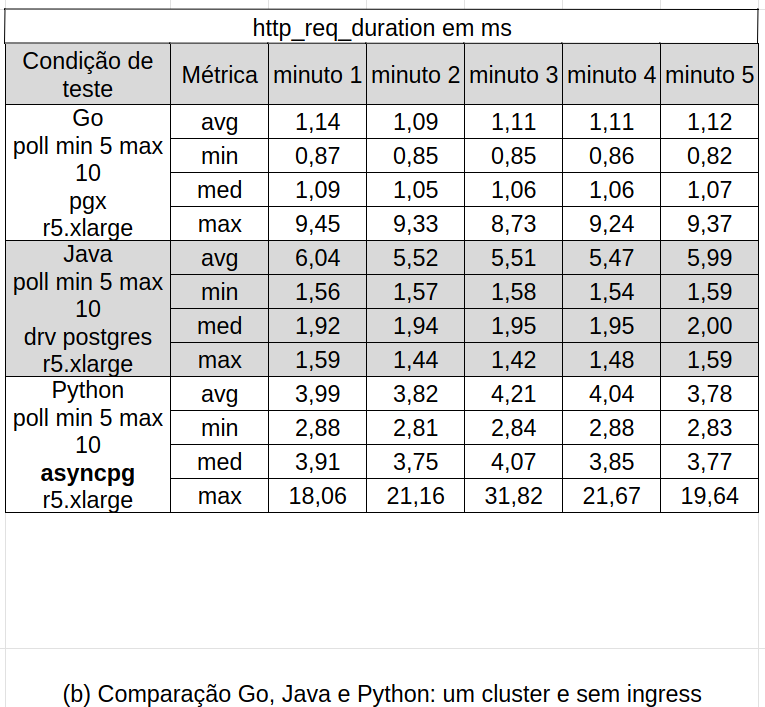 http_req_duration em ms
Condição de
teste
Métrica minuto 1 minuto 2 minuto 3 minuto 4 minuto 5
Go
poll min 5 max
10
pgx
r5.xlarge
avg 1,14 1,09 1,11 1,11 1,12
min 0,87 0,85 0,85 0,86 0,82
med 1,09 1,05 1,06 1,06 1,07
max 9,45 9,33 8,73 9,24 9,37
Java
poll min 5 max
10
drv postgres
r5.xlarge
avg 6,04 5,52 5,51 5,47 5,99
min 1,56 1,57 1,58 1,54 1,59
med 1,92 1,94 1,95 1,95 2,00
max 1,59 1,44 1,42 1,48 1,59
Python
poll min 5 max
10
asyncpg
r5.xlarge
avg 3,99 3,82 4,21 4,04 3,78
min 2,88 2,81 2,84 2,88 2,83
med 3,91 3,75 4,07 3,85 3,77
max 18,06 21,16 31,82 21,67 19,64
(b) Comparação Go, Java e Python: um cluster e sem ingress